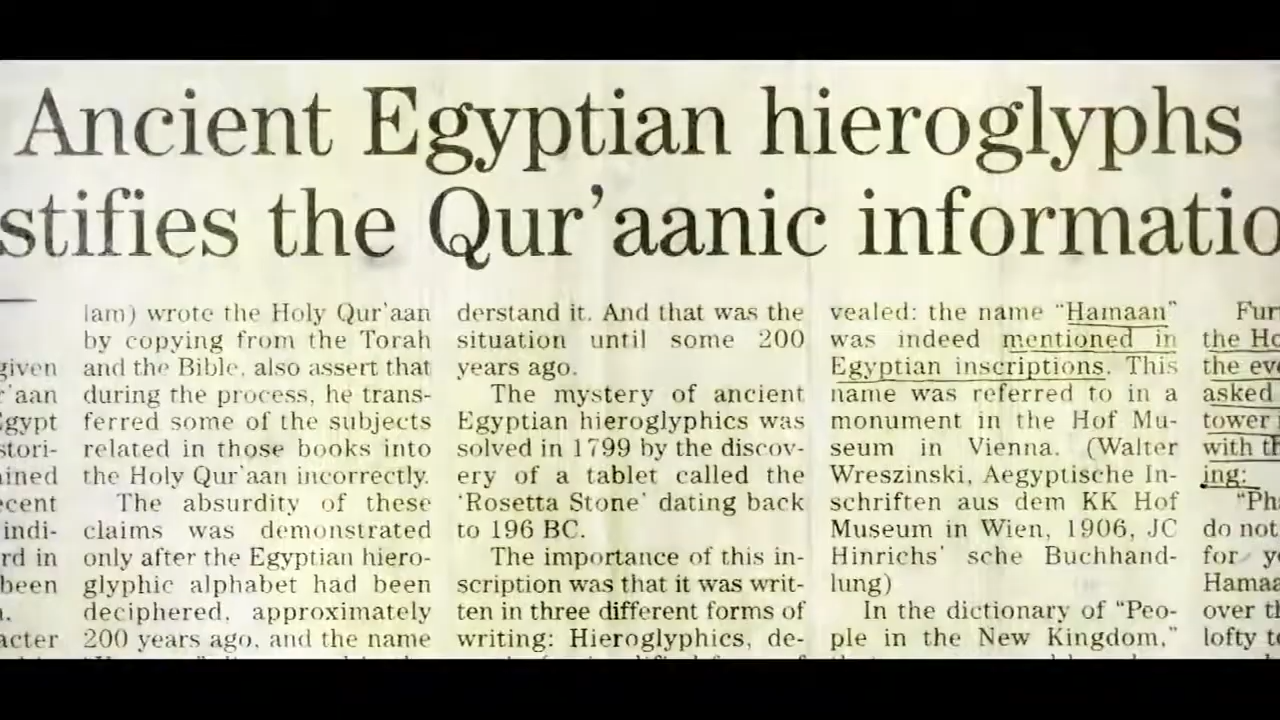 Ancient Egyptian hieroglyphs
stifies the Qur'aanic informatio
given
r'aan
Egypt
stori-
ained
ecent
indi-
rd in
been
acter
lam) wrote the Holy Qur'aan
by copying from the Torah
and the Bible, also assert that
during the process, he trans-
ferred some of the subjects
related in those books into
the Holy Qur'aan incorrectly.
The absurdity of these
claims was demonstrated
only after the Egyptian hiero-
glyphic alphabet had been
deciphered, approximately
200 years ago, and the name
derstand it. And that was the
situation until some 200
years ago.
The mystery of ancient
Egyptian hieroglyphics was
solved in 1799 by the discov-
ery of a tablet called the
'Rosetta Stone' dating back
to 196 BC.
The importance of this in-
scription was that it was writ-
ten in three different forms of
writing: Hieroglyphics, de-
vealed: the name "Hamaan"
was indeed mentioned in
Egyptian inscriptions. This
name was referred to in a
monument in the Hof Mu-
seum in Vienna. (Walter
Wreszinski, Aegyptische In-
schriften aus dem KK Hof
Museum in Wien, 1906, JC
Hinrichs' sche Buchhand-
lung)
In the dictionary of "Peo-
ple in the New Kingdom,"
Fur
the Ho
the eve
asked
tower
with th
ing:
"Pha
do not
for yo
Hamaa
over th
lofty to